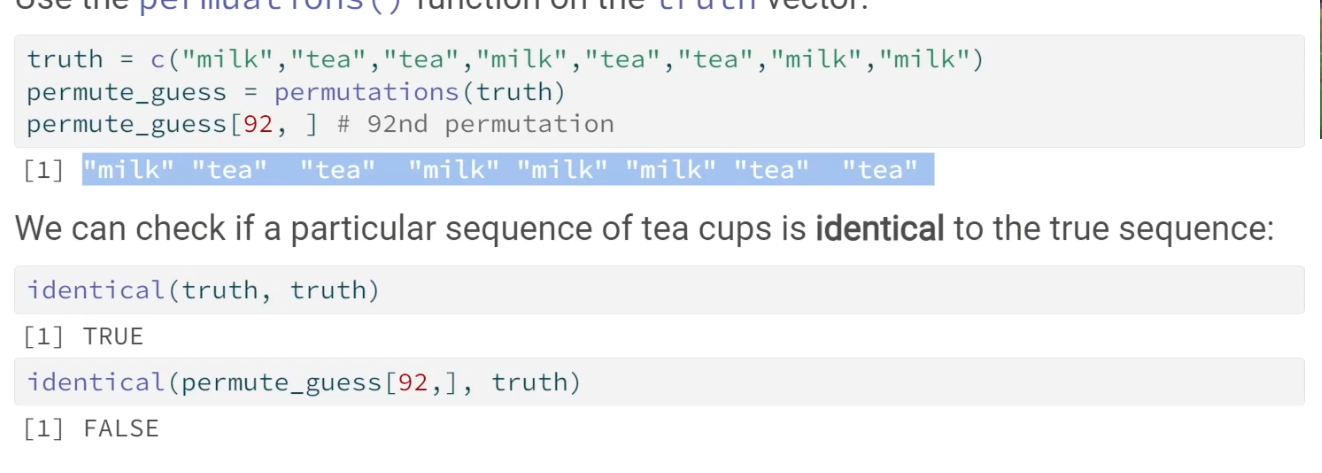 Use the permuations() function on the truth vector.
truth = c("milk","tea","tea","milk","tea","tea","milk","milk")
permute_guess = permutations(truth)
permute_guess[92, ] # 92nd permutation
[1] "milk" "tea"  "tea"  "milk" "milk" "milk" "tea"  "tea"
We can check if a particular sequence of tea cups is identical to the true sequence:
identical(truth, truth)
[1] TRUE
identical(permute_guess[92,], truth)
[1] FALSE